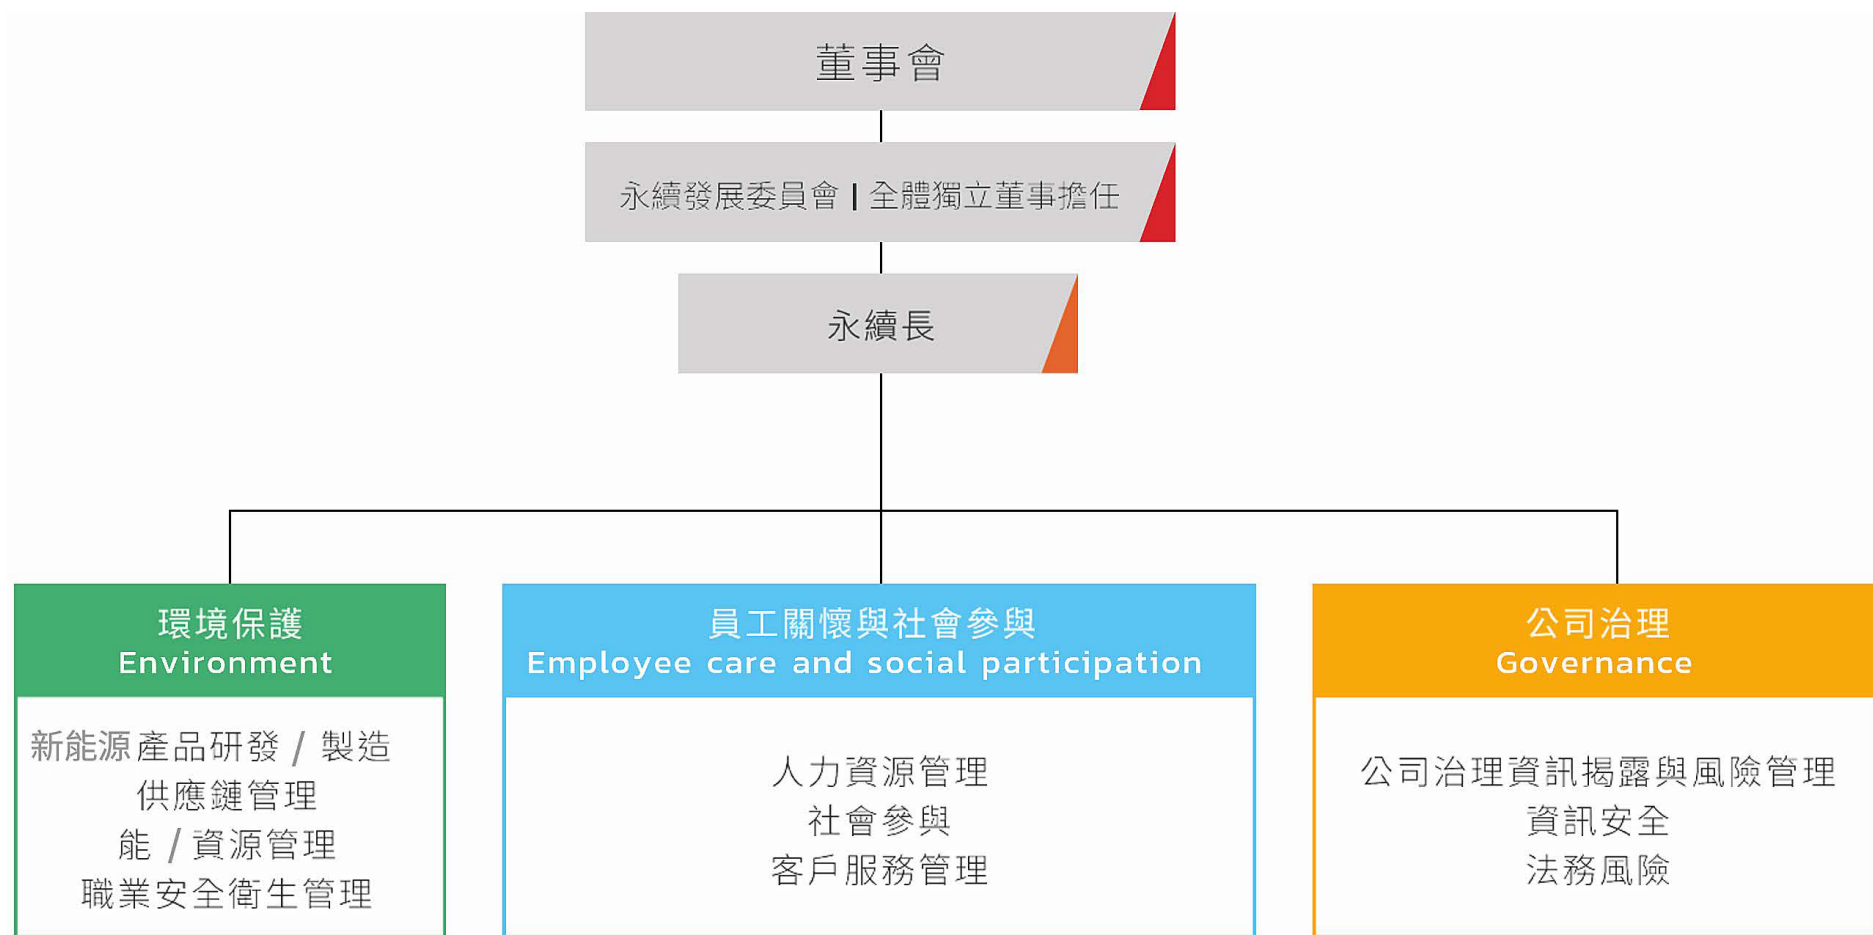 董事會
永續發展委員會 | 全體獨立董事擔任
永續長
環境保護
Environment
新能源產品研發 / 製造
供應鏈管理
能 / 資源管理
職業安全衛生管理
員工關懷與社會參與
Employee care and social participation
人力資源管理
社會參與
客戶服務管理
公司治理
Governance
公司治理資訊揭露與風險管理
資訊安全
法務風險